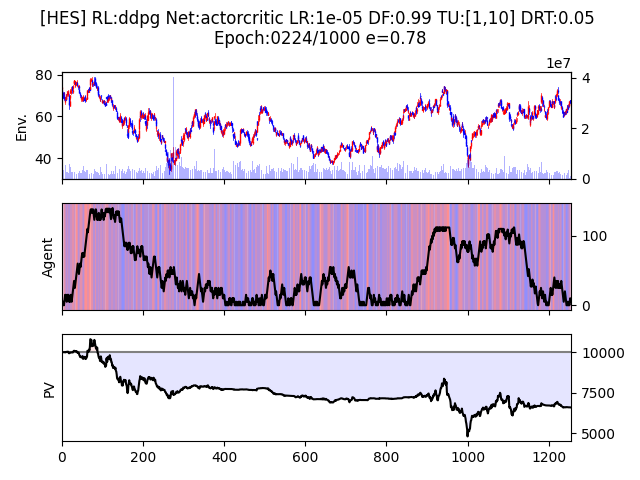 [HES] RL:ddpg Net:actorcritic LR:1e-05 DF:0.99 TU:[1,10] DRT:0.05
Epoch:0224/1000 e=0.78
1e7
80
60
40
Env.
4
2
0
Agent
100
0
PV
10000
7500
5000
0 200 400 600 800 1000 1200